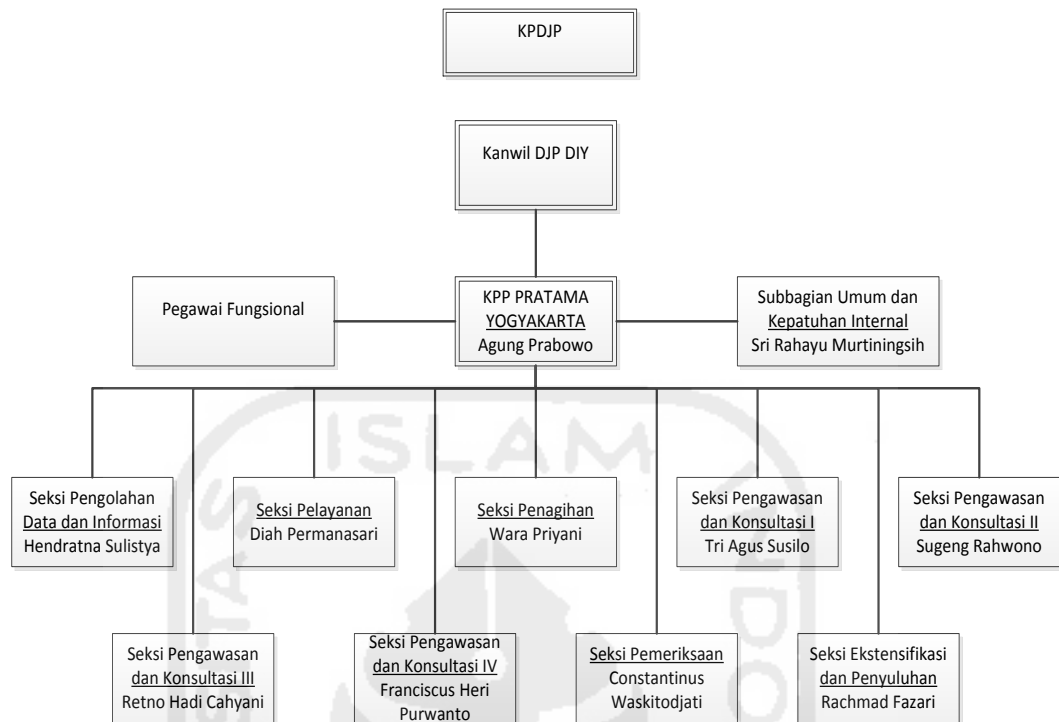 KPDJP
Kanwil DJP DIY
Pegawai Fungsional
KPP PRATAMA
YOGYAKARTA
Agung Prabowo
Subbagian Umum dan
Kepatuhan Internal
Sri Rahayu Murtiningsih
Seksi Pengolahan
Data dan Informasi
Hendratna Sulistya
Seksi Pelayanan
Diah Permanasari
Seksi Penagihan
Wara Priyani
Seksi Pengawasan
dan Konsultasi I
Tri Agus Susilo
Seksi Pengawasan
dan Konsultasi II
Sugeng Rahwono
Seksi Pengawasan
dan Konsultasi III
Retno Hadi Cahyani
Seksi Pengawasan
dan Konsultasi IV
Franciscus Heri
Purwanto
Seksi Pemeriksaan
Constantinus
Waskitodjati
Seksi Ekstensifikasi
dan Penyuluhan
Rachmad Fazari
ISLAM